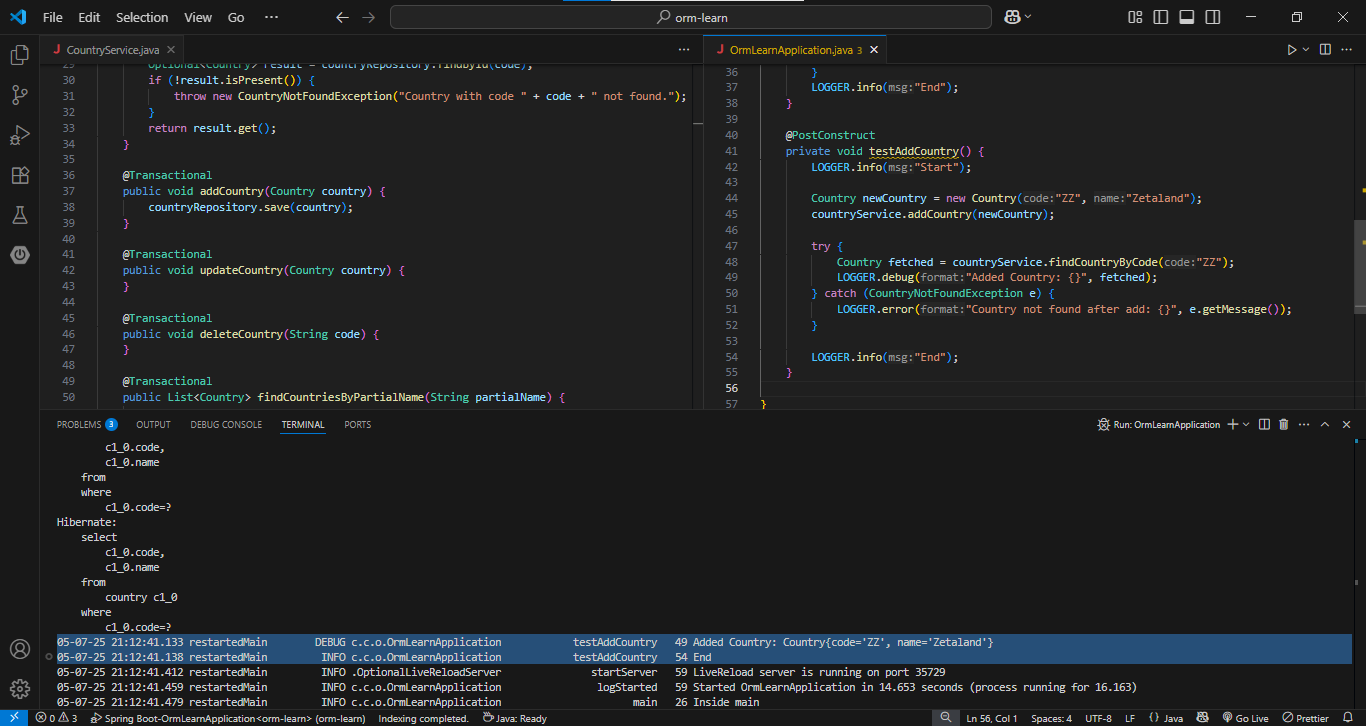 File Edit Selection View Go ··· orm-learn
CountryService.java
29 Optional<Country> result = countryRepository.findById(code);
30 if (!result.isPresent()) {
31 throw new CountryNotFoundException("Country with code " + code + " not found.");
32 }
33 return result.get();
34 }
35
36 @Transactional
37 public void addCountry(Country country) {
38 countryRepository.save(country);
39 }
40
41 @Transactional
42 public void updateCountry(Country country) {
43 }
44
45 @Transactional
46 public void deleteCountry(String code) {
47 }
48
49 @Transactional
50 public List<Country> findCountriesByPartialName(String partialName) {
OrmLearnApplication.java 3
36 }
37 LOGGER.info(msg:"End");
38 }
39
40 @PostConstruct
41 private void testAddCountry() {
42 LOGGER.info(msg:"Start");
43
44 Country newCountry = new Country(code:"ZZ", name:"Zetaland");
45 countryService.addCountry(newCountry);
46
47 try {
48 Country fetched = countryService.findCountryByCode(code:"ZZ");
49 LOGGER.debug(format:"Added Country: {}", fetched);
50 } catch (CountryNotFoundException e) {
51 LOGGER.error(format:"Country not found after add: {}", e.getMessage());
52 }
53
54 LOGGER.info(msg:"End");
55 }
56
57 }
PROBLEMS 3 OUTPUT DEBUG CONSOLE TERMINAL PORTS Run: OrmLearnApplication
c1_0.code,
c1_0.name
from
where
c1_0.code=?
Hibernate:
select
c1_0.code,
c1_0.name
from
country c1_0
where
c1_0.code=?
05-07-25 21:12:41.133 restartedMain DEBUG c.c.o.OrmLearnApplication testAddCountry 49 Added Country: Country{code='ZZ', name='Zetaland'}
05-07-25 21:12:41.138 restartedMain INFO c.c.o.OrmLearnApplication testAddCountry 54 End
05-07-25 21:12:41.412 restartedMain INFO .OptionalLiveReloadServer startServer 59 LiveReload server is running on port 35729
05-07-25 21:12:41.459 restartedMain INFO c.c.o.OrmLearnApplication logStarted 59 Started OrmLearnApplication in 14.653 seconds (process running for 16.163)
05-07-25 21:12:41.479 restartedMain INFO c.c.o.OrmLearnApplication main 26 Inside main
0 3 Spring Boot-OrmLearnApplication<orm-learn> (orm-learn) Indexing completed. Java: Ready Ln 56, Col 1 Spaces: 4 UTF-8 LF {} Java Go Live Prettier